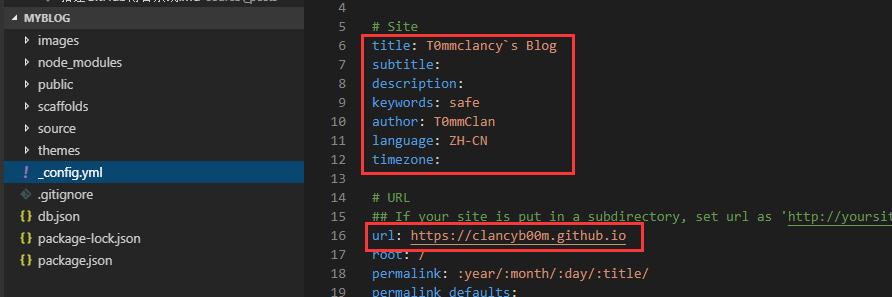 MYBLOG
images
node_modules
public
scaffolds
source
themes
! _config.yml
.gitignore
{} db.json
{} package-lock.json
{} package.json
4
5
6
7
8
9
10
11
12
13
14
15
16
17
18
19
# Site
title: T0mmclancy`s Blog
subtitle:
description:
keywords: safe
author: T0mmClan
language: ZH-CN
timezone:
# URL
## If your site is put in a subdirectory, set url as 'http://yoursit
url: https://clancyb00m.github.io
root: /
permalink: :year/:month/:day/:title/
permalink_defaults: